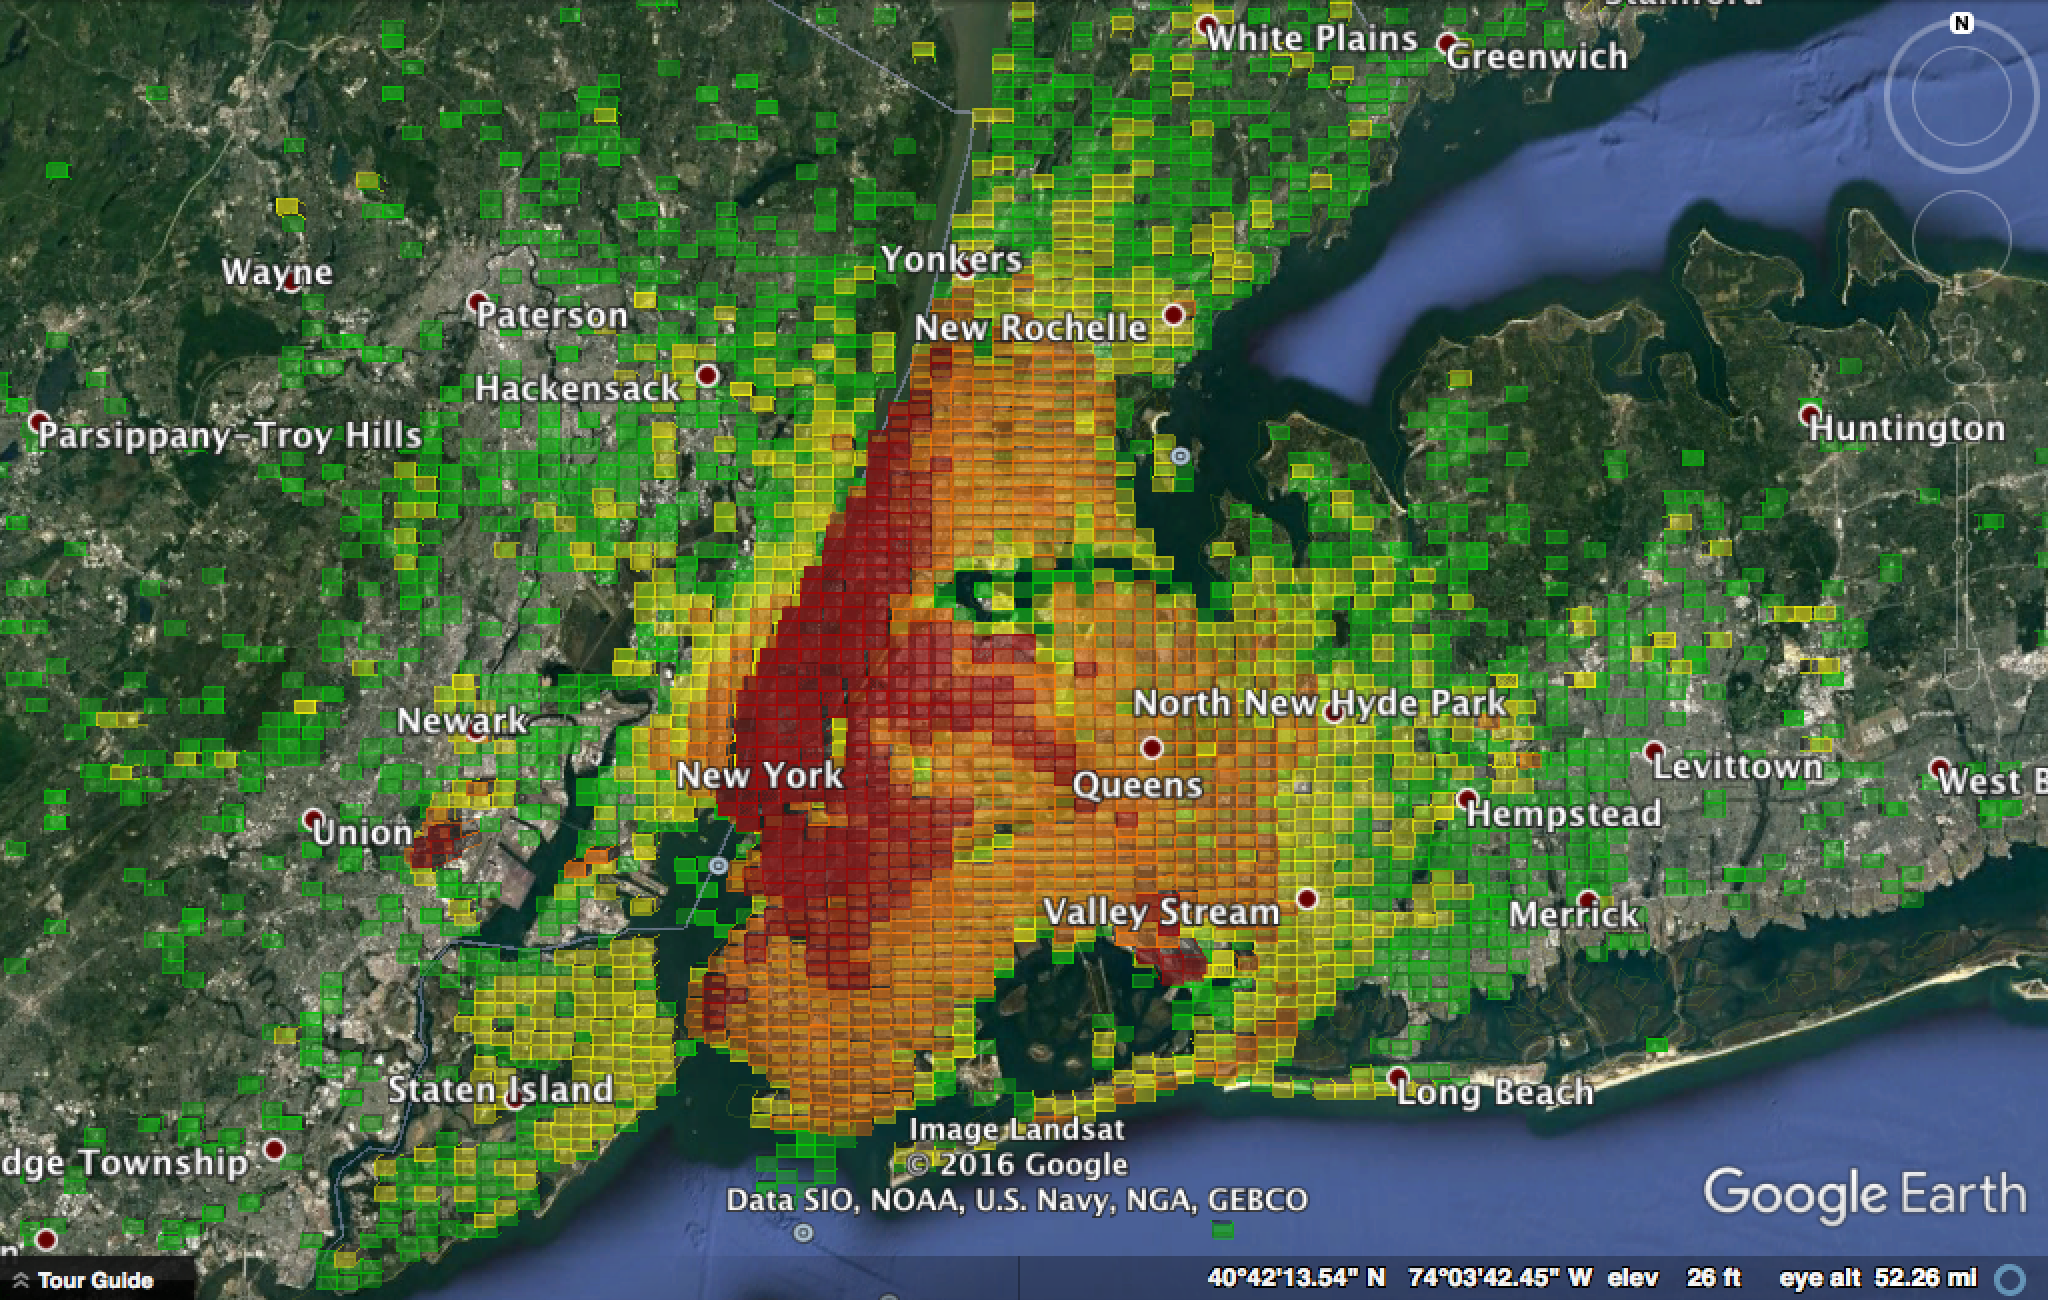 N
White Plains
Greenwich
Yonkers
Wayne
Paterson
New Rochelle
Hackensack
Parsippany-Troy Hills
Huntington
North New Hyde Park
Newark
New York
Queens
Levittown
West B
Union
Hempstead
Valley Stream
Merrick
Staten Island
Long Beach
Image Landsat
© 2016 Google
dge Township
Data SIO, NOAA, U.S. Navy, NGA, GEBCO
Google Earth
Tour Guide
40°42'13.54" N 74°03'42.45" W elev 26 ft eye alt 52.26 mi